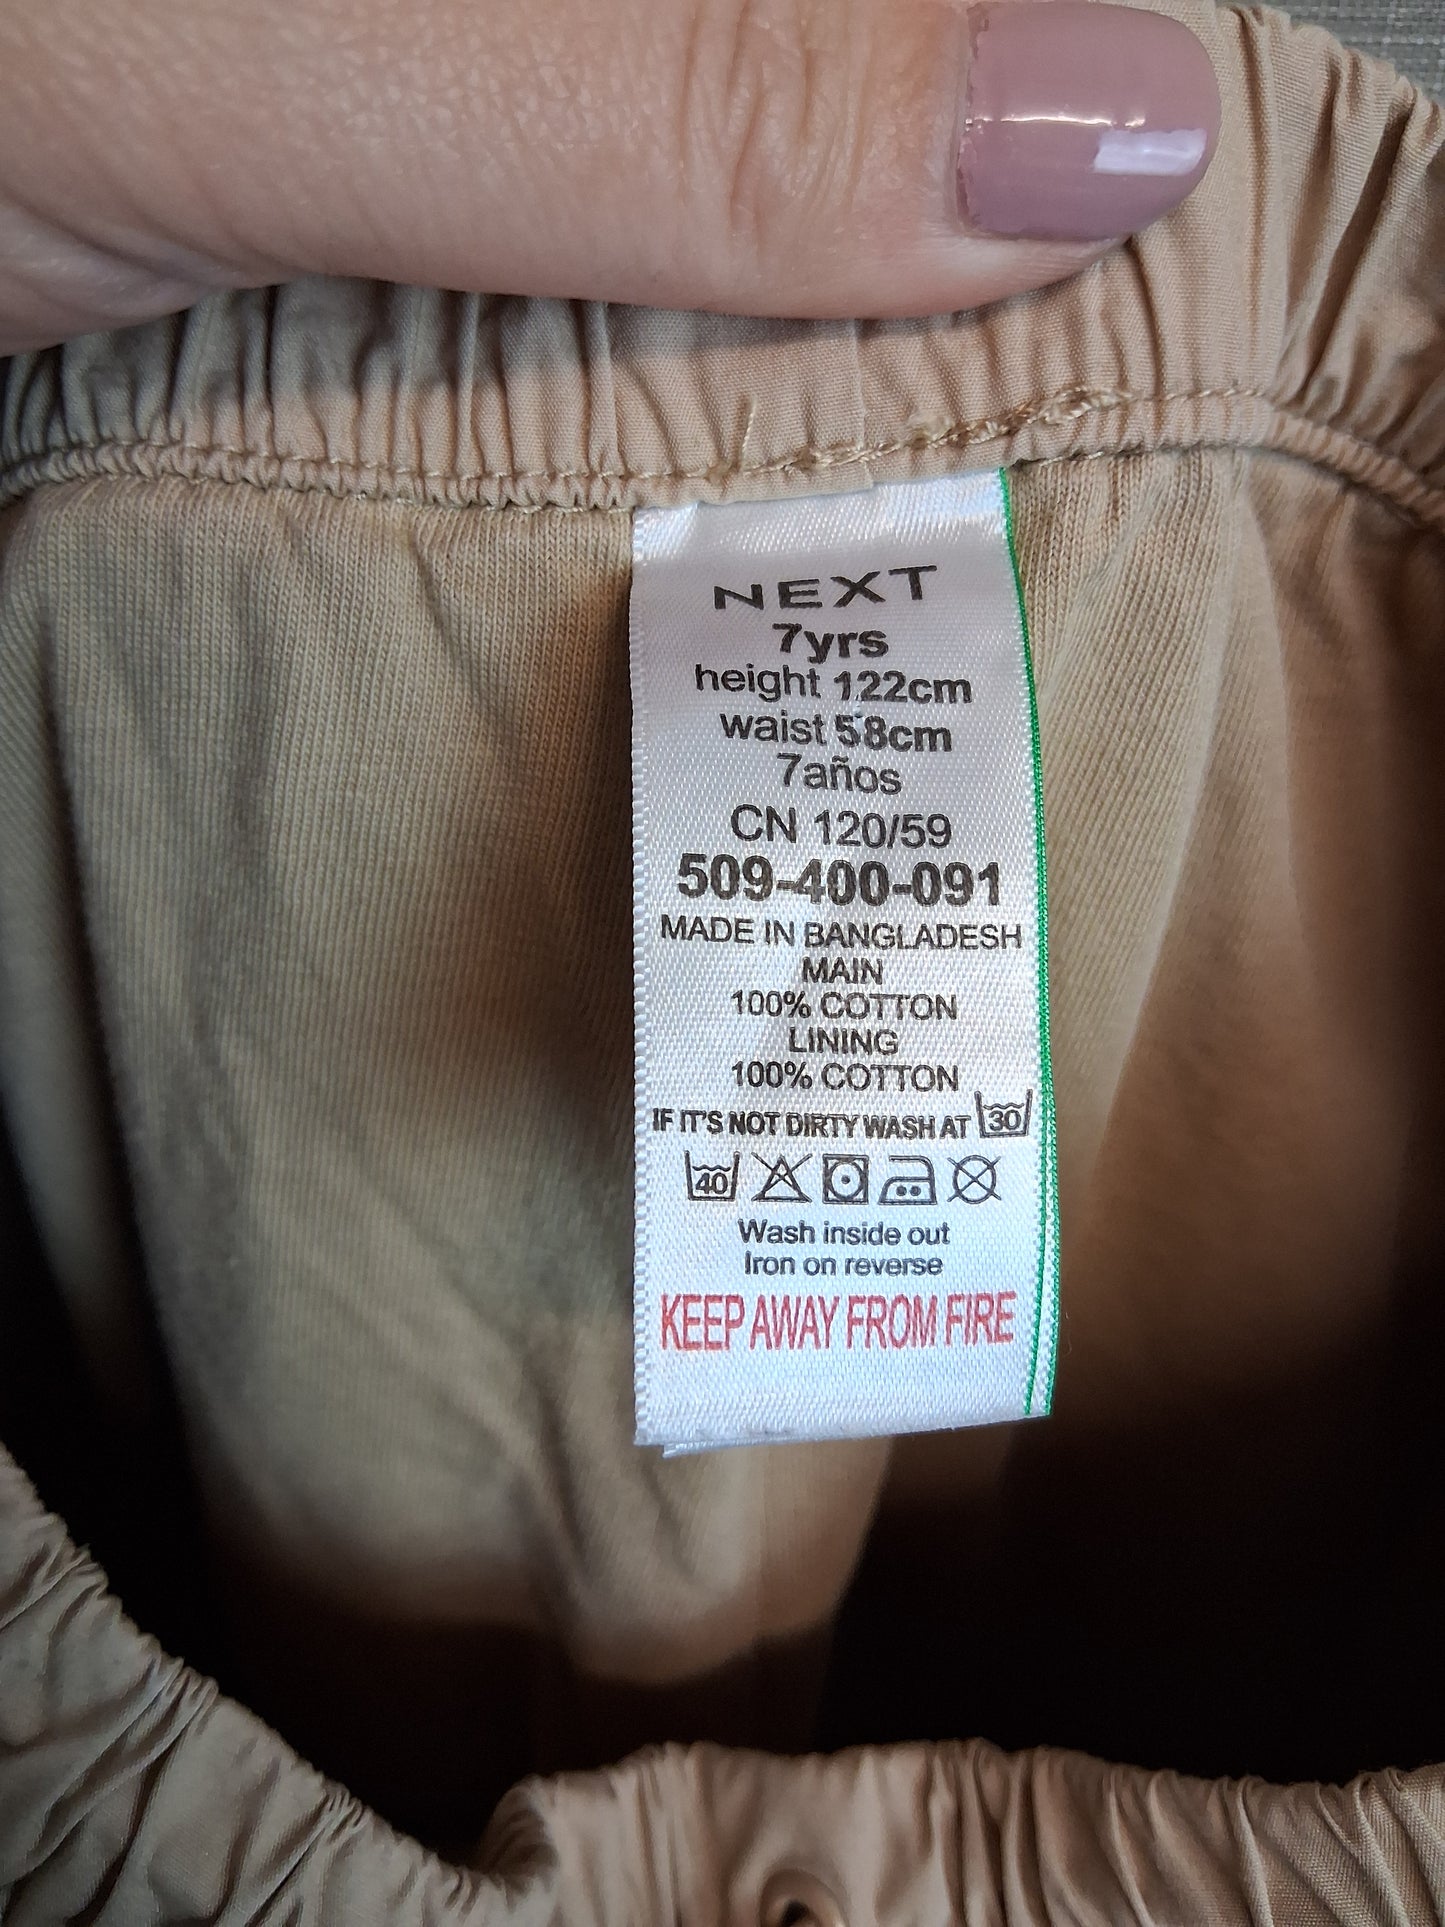 NEXT
7yrs
height 122cm
waist 58cm
7años
CN 120/59
509-400-091
MADE IN BANGLADESH
MAIN
100% COTTON
LINING
100% COTTON
IF IT'S NOT DIRTY WASH AT 30
40
Wash inside out
Iron on reverse
KEEP AWAY FROM FIRE